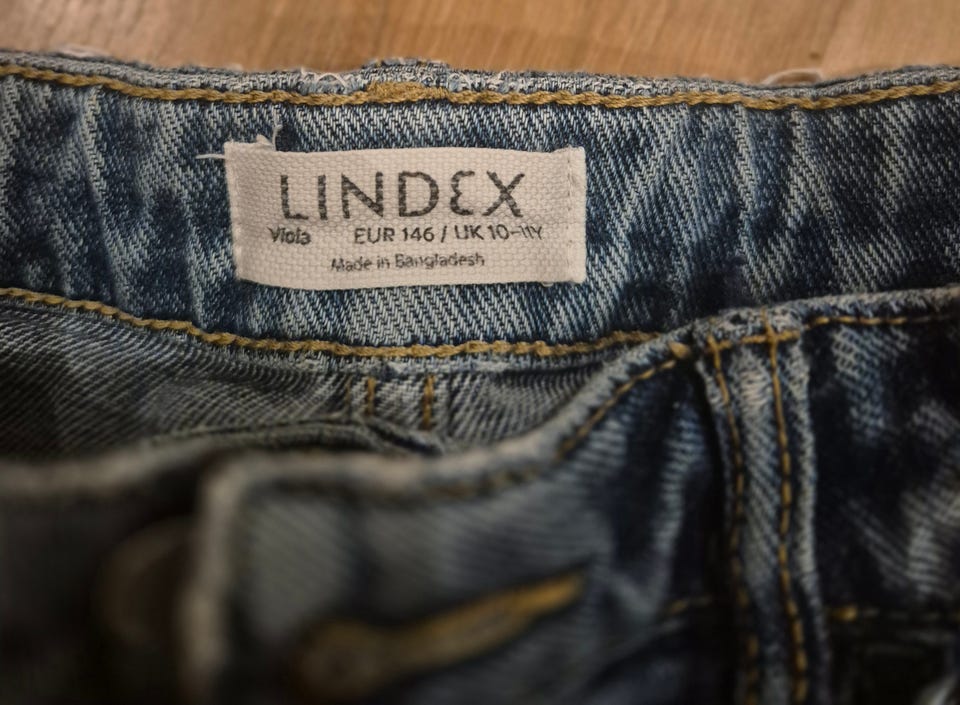 LINDEX
Viola EUR 146 / UK 10-11Y
Made in Bangladesh